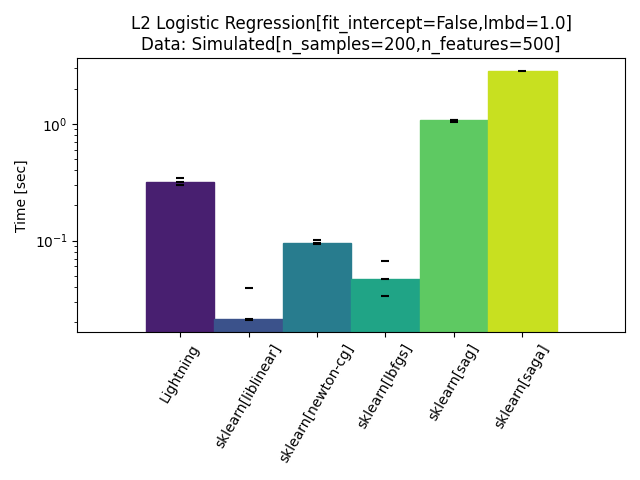 L2 Logistic Regression[fit_intercept=False,lmbd=1.0]
Data: Simulated[n_samples=200,n_features=500]
Time [sec]
10^0
10^-1
Lightning
sklearn[liblinear]
sklearn[newton-cg]
sklearn[lbfgs]
sklearn[sag]
sklearn[saga]